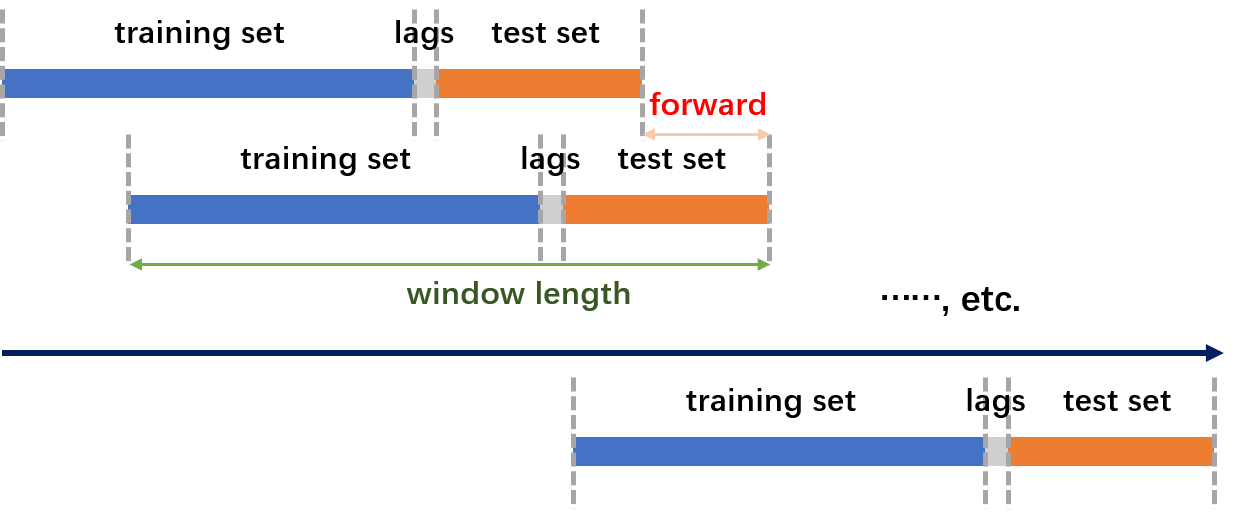 training set lags test set
forward
training set lags test set
window length
……, etc.
training set lags test set